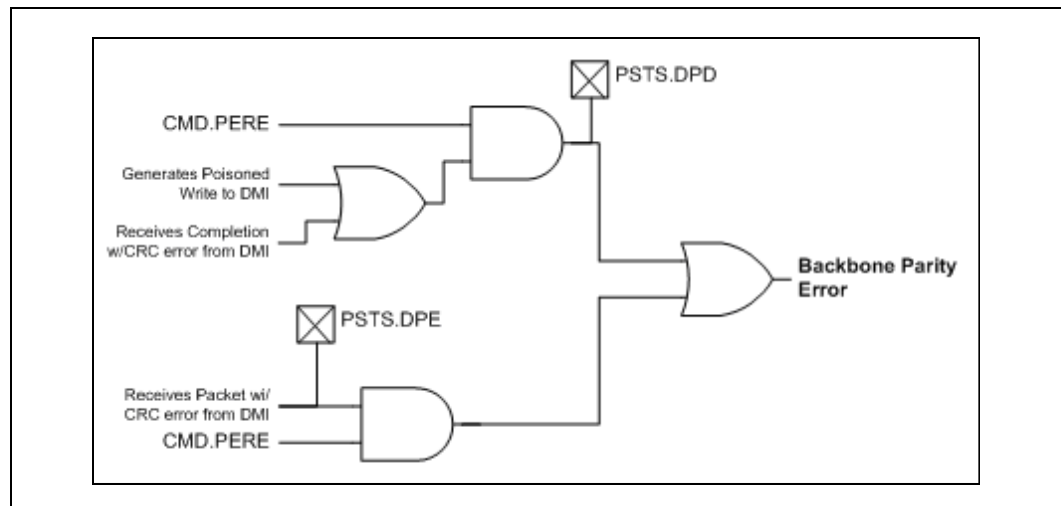 PSTS.DPD
CMD.PERE
Generates Poisoned
Write to DMI
Receives Completion
w/CRC error from DMI
Backbone Parity
Error
PSTS.DPE
Receives Packet wi/
CRC error from DMI
CMD.PERE